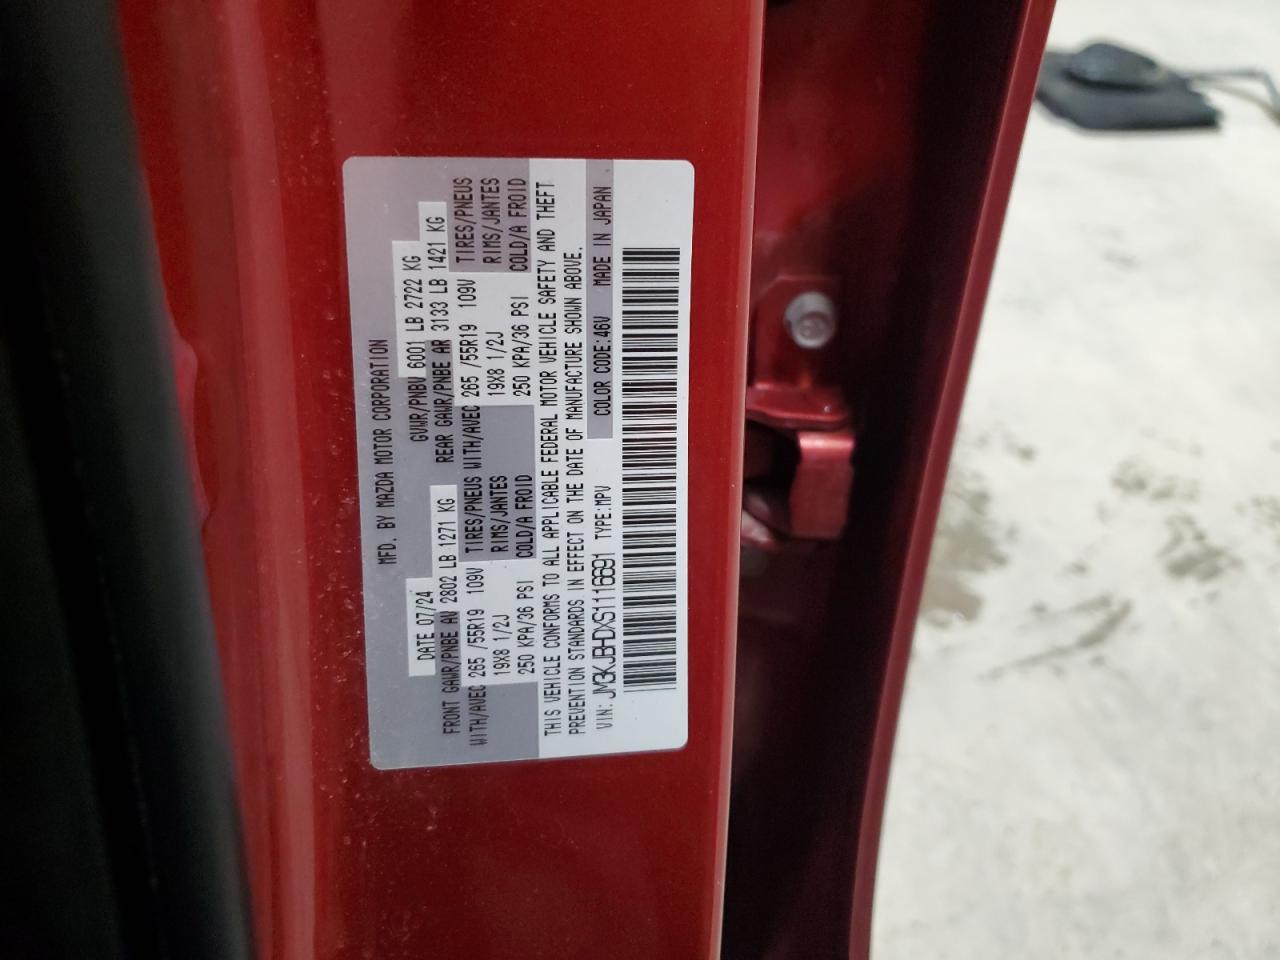 MFD. BY MAZDA MOTOR CORPORATION
DATE 07/24 GVWR/PNBV 6001 LB 2722 KG
FRONT GAWR/PNBE AV 2802 LB 1271 KG REAR GAWR/PNBE AR 3133 LB 1421 KG
WITH/AVEC 265 /55R19 109V TIRES/PNEUS WITH/AVEC 265 /55R19 109V TIRES/PNEUS
19X8 1/2J RIMS/JANTES 19X8 1/2J RIMS/JANTES
250 KPA/36 PSI COLD/A FROID 250 KPA/36 PSI COLD/A FROID
THIS VEHICLE CONFORMS TO ALL APPLICABLE FEDERAL MOTOR VEHICLE SAFETY AND THEFT
PREVENTION STANDARDS IN EFFECT ON THE DATE OF MANUFACTURE SHOWN ABOVE.
VIN: JM3KJBHDXS1116691 TYPE:MPV COLOR CODE:46V MADE IN JAPAN